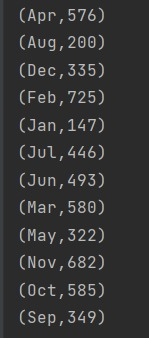 (Apr,576)
(Aug,200)
(Dec,335)
(Feb,725)
(Jan,147)
(Jul,446)
(Jun,493)
(Mar,580)
(May,322)
(Nov,682)
(Oct,585)
(Sep,349)